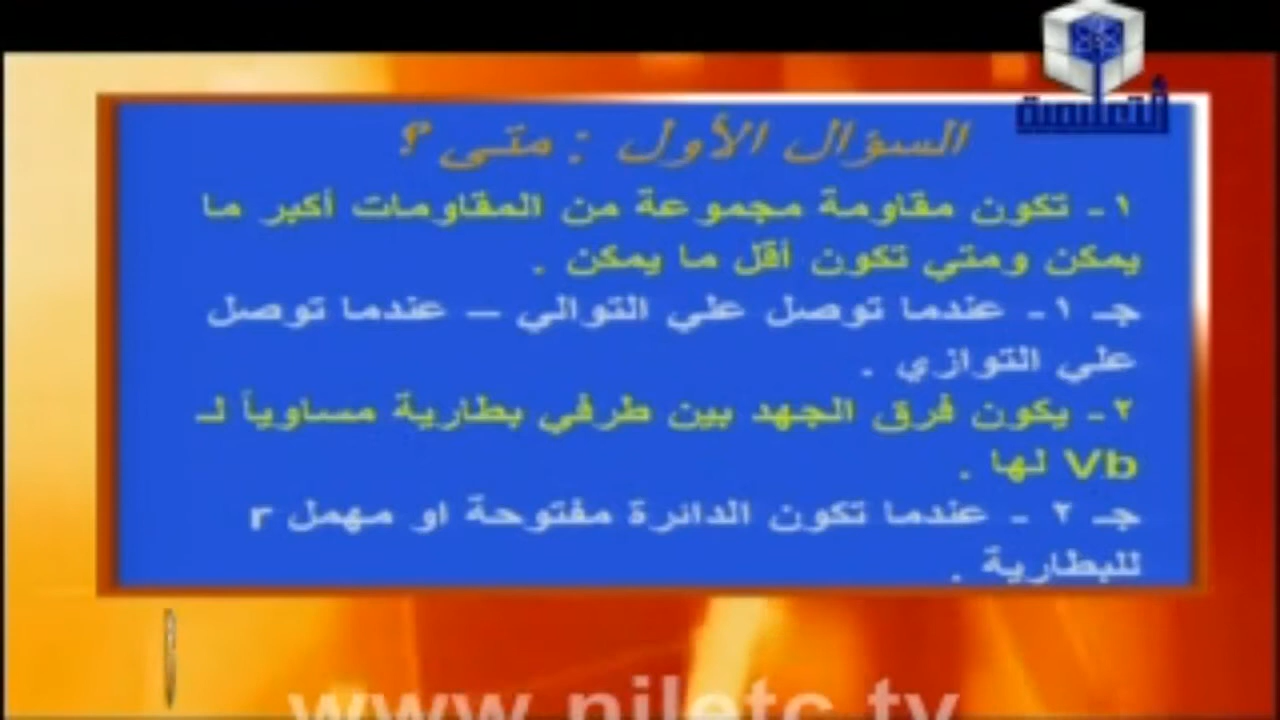 التعليمية
السؤال الأول : متى ؟
١- تكون مقاومة مجموعة من المقاومات أكبر ما
يمكن ومتي تكون أقل ما يمكن .
جـ ١- عندما توصل علي التوالي – عندما توصل
علي التوازي .
٢- يكون فرق الجهد بين طرفي بطارية مساوياً لـ
Vb لها .
جـ ٢ - عندما تكون الدائرة مفتوحة او مهمل r
للبطارية .
www.niletc.tv